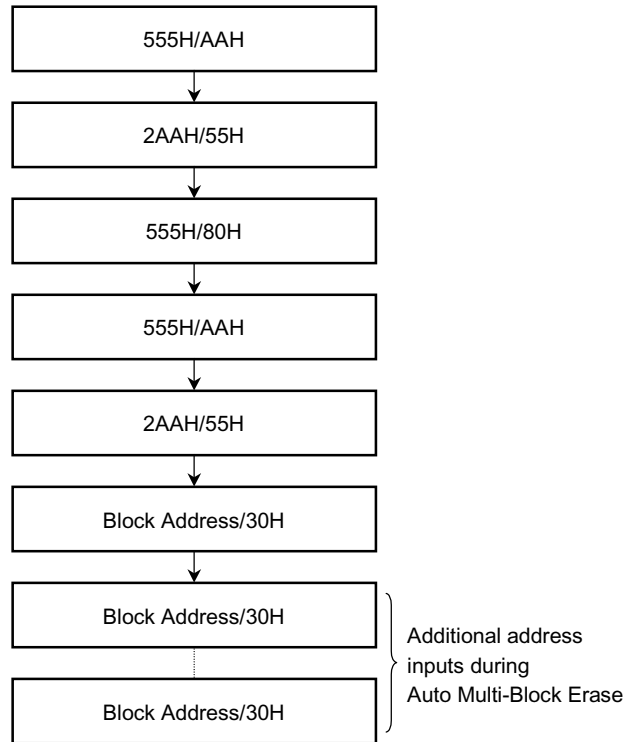 555H/AAH
2AAH/55H
555H/80H
555H/AAH
2AAH/55H
Block Address/30H
Block Address/30H
Block Address/30H
Additional address
inputs during
Auto Multi-Block Erase